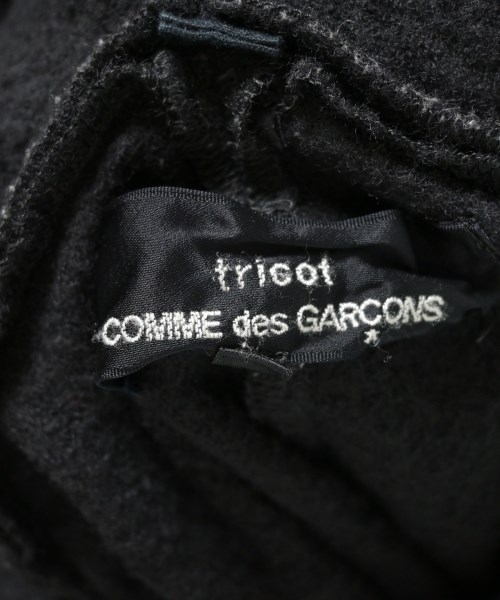 tricot
COMME des GARCONS
*